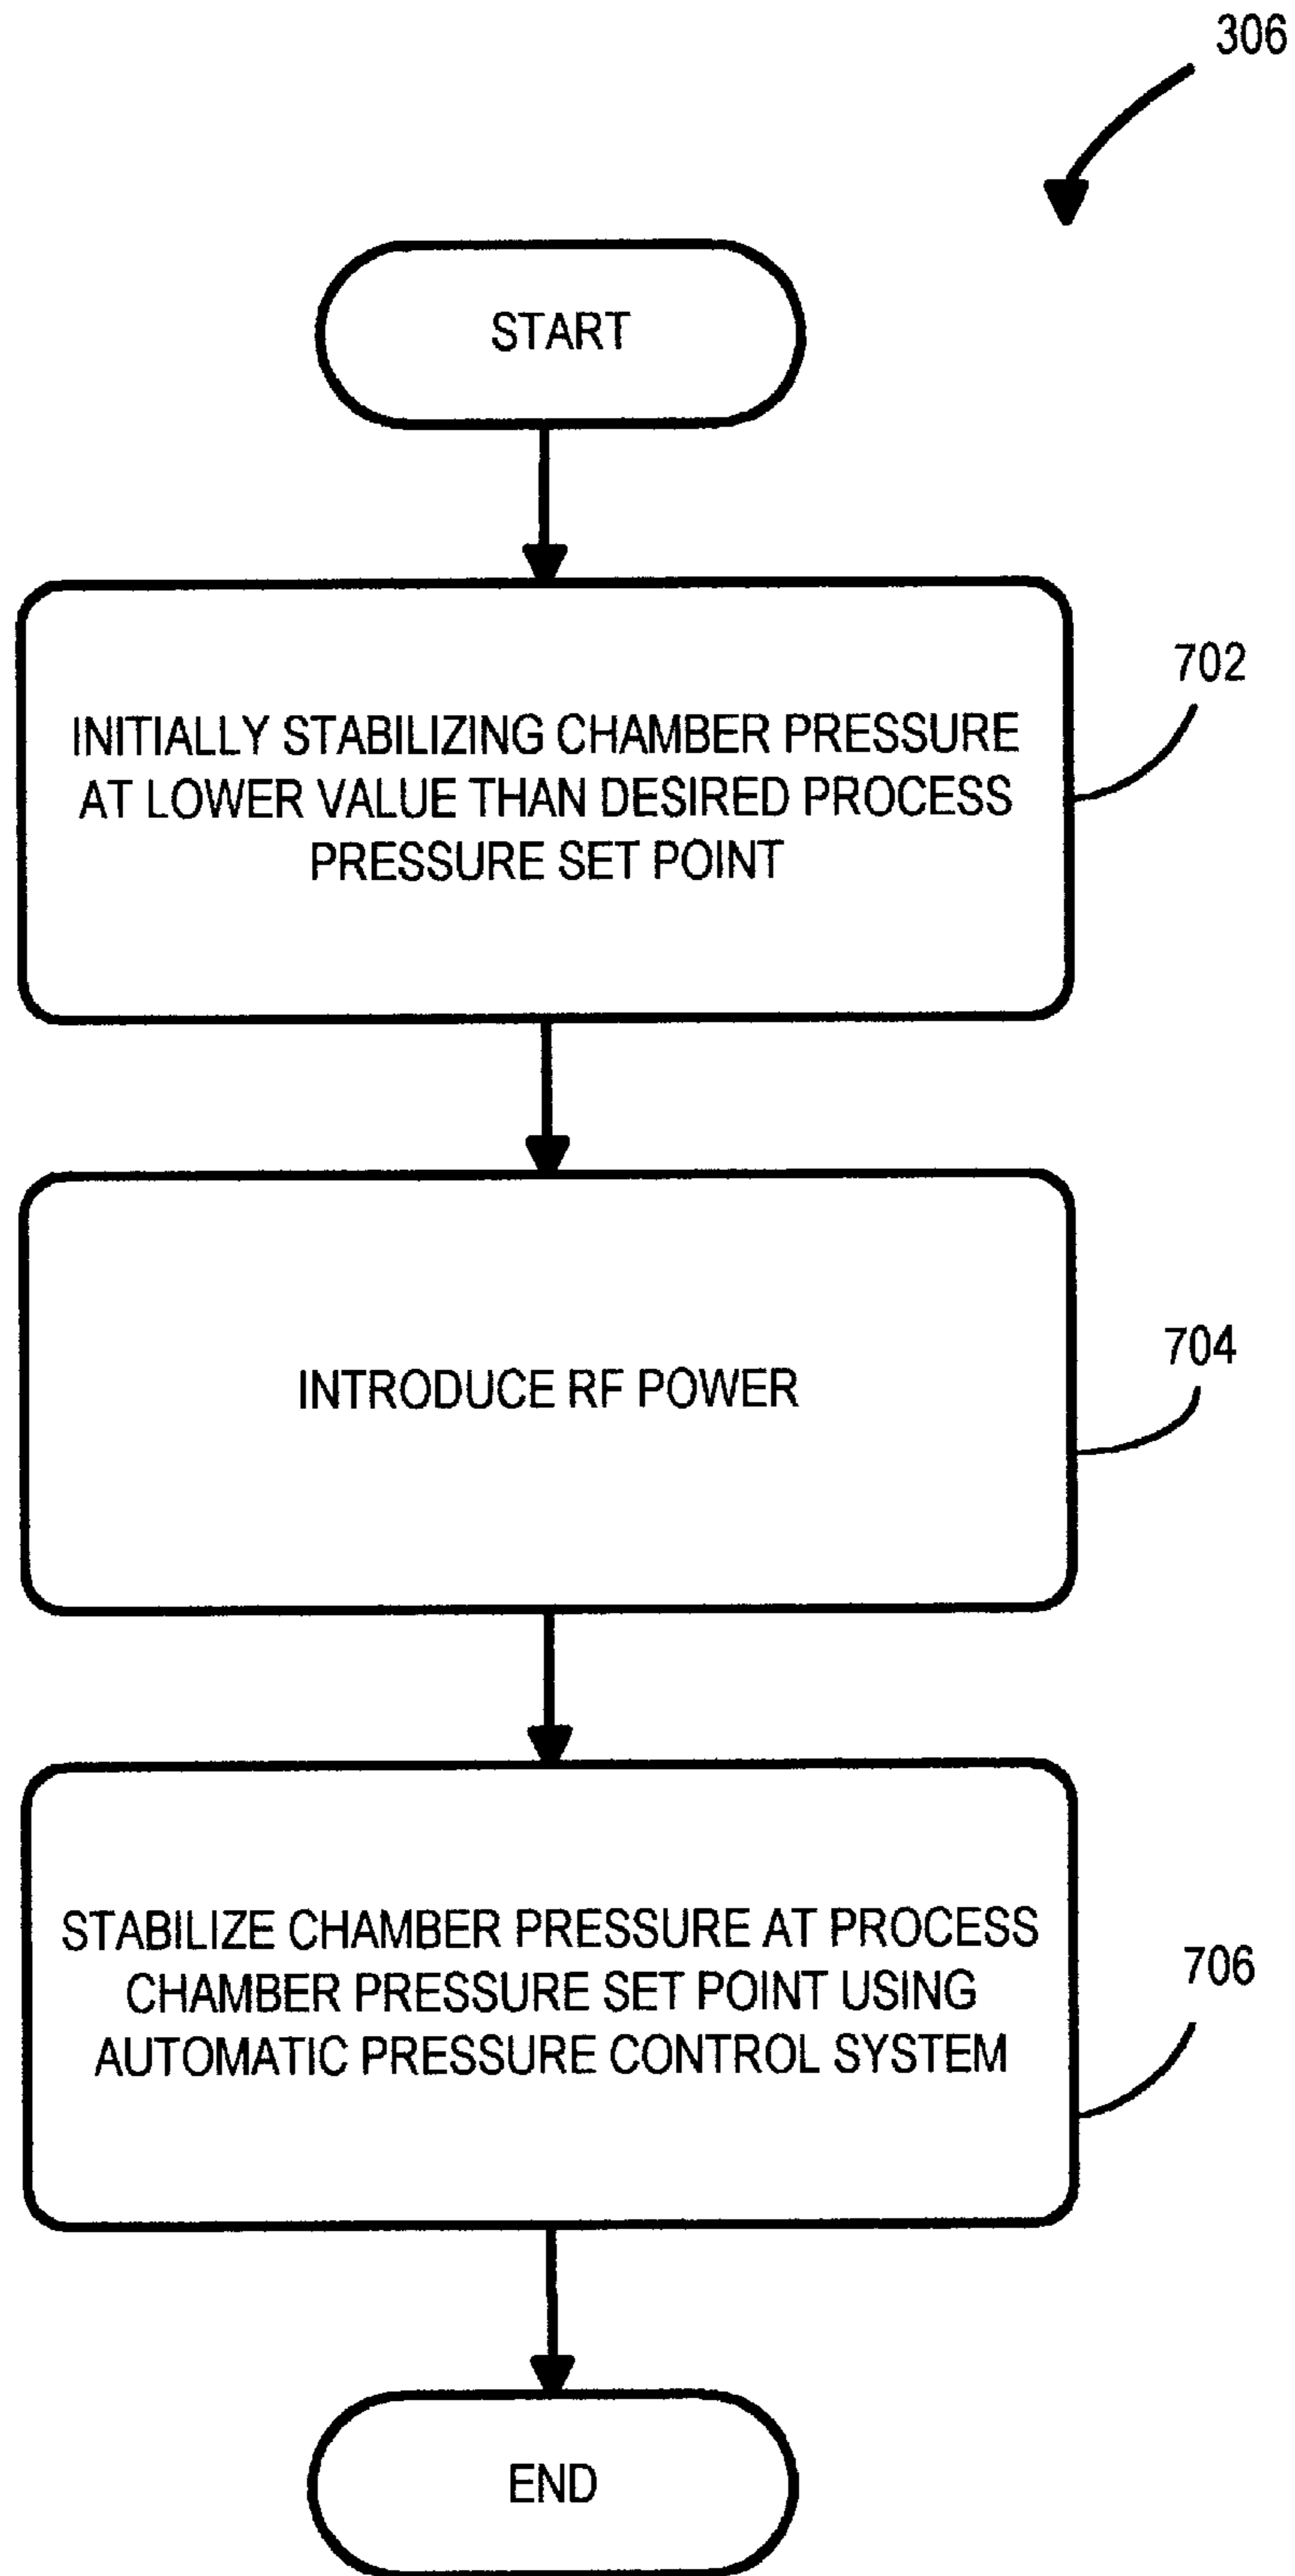 306
START
INITIALLY STABILIZING CHAMBER PRESSURE
AT LOWER VALUE THAN DESIRED PROCESS
PRESSURE SET POINT
702
INTRODUCE RF POWER
704
STABILIZE CHAMBER PRESSURE AT PROCESS
CHAMBER PRESSURE SET POINT USING
AUTOMATIC PRESSURE CONTROL SYSTEM
706
END